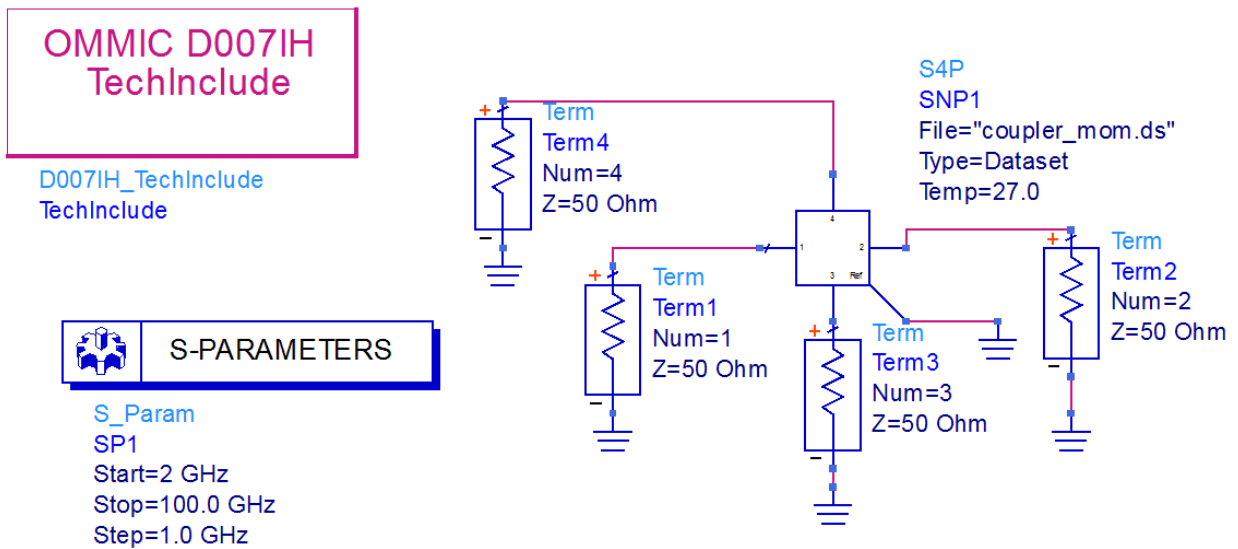 OMMIC D007IH
TechInclude
D007IH_TechInclude
TechInclude
S-PARAMETERS
S_Param
SP1
Start=2 GHz
Stop=100.0 GHz
Step=1.0 GHz
+
Term
Term4
Num=4
Z=50 Ohm
−
+
Term
Term1
Num=1
Z=50 Ohm
−
S4P
SNP1
File="coupler_mom.ds"
Type=Dataset
Temp=27.0
4
1
2
3
Ref
+
Term
Term3
Num=3
Z=50 Ohm
−
+
Term
Term2
Num=2
Z=50 Ohm
−